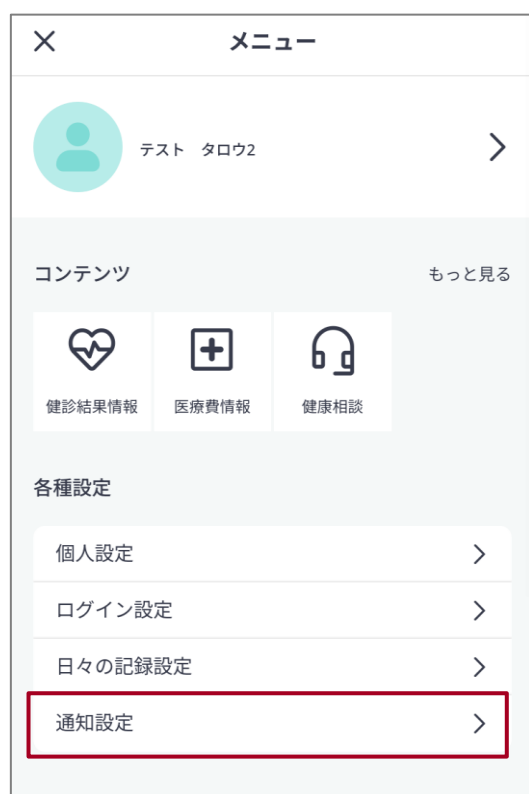 メニュー
テスト　タロウ2
コンテンツ
もっと見る
健診結果情報
医療費情報
健康相談
各種設定
個人設定
ログイン設定
日々の記録設定
通知設定